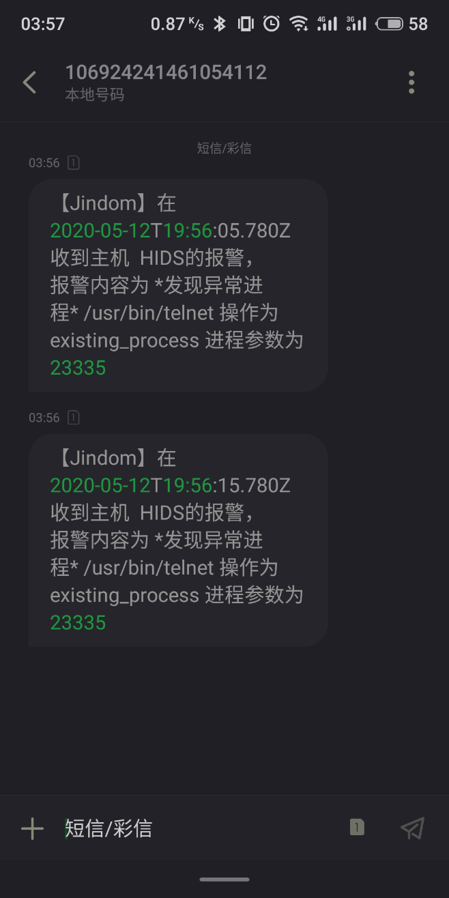 03:57 0.87 K/s 4G 3G 58
106924241461054112
本地号码
短信/彩信
03:56 1
【Jindom】在
2020-05-12T19:56:05.780Z
收到主机 HIDS的报警，
报警内容为 *发现异常进
程* /usr/bin/telnet 操作为
existing_process 进程参数为
23335
03:56 1
【Jindom】在
2020-05-12T19:56:15.780Z
收到主机 HIDS的报警，
报警内容为 *发现异常进
程* /usr/bin/telnet 操作为
existing_process 进程参数为
23335
短信/彩信 1